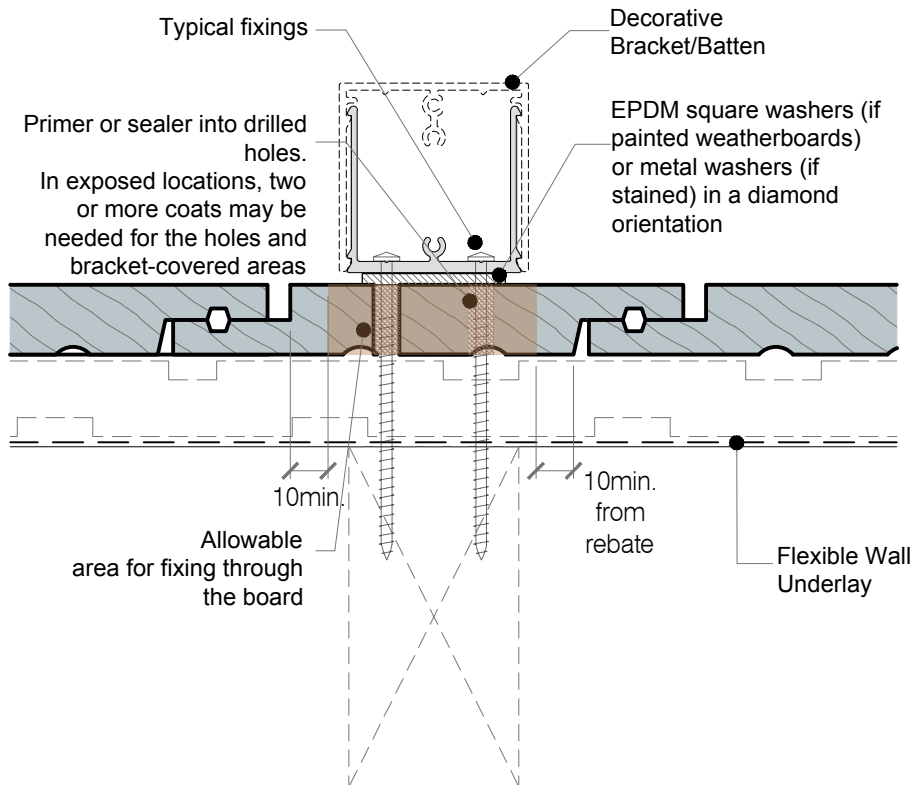 Typical fixings
Decorative
Bracket/Batten
Primer or sealer into drilled
holes.
In exposed locations, two
or more coats may be
needed for the holes and
bracket-covered areas
EPDM square washers (if
painted weatherboards)
or metal washers (if
stained) in a diamond
orientation
10min.
10min.
from
rebate
Allowable
area for fixing through
the board
Flexible Wall
Underlay